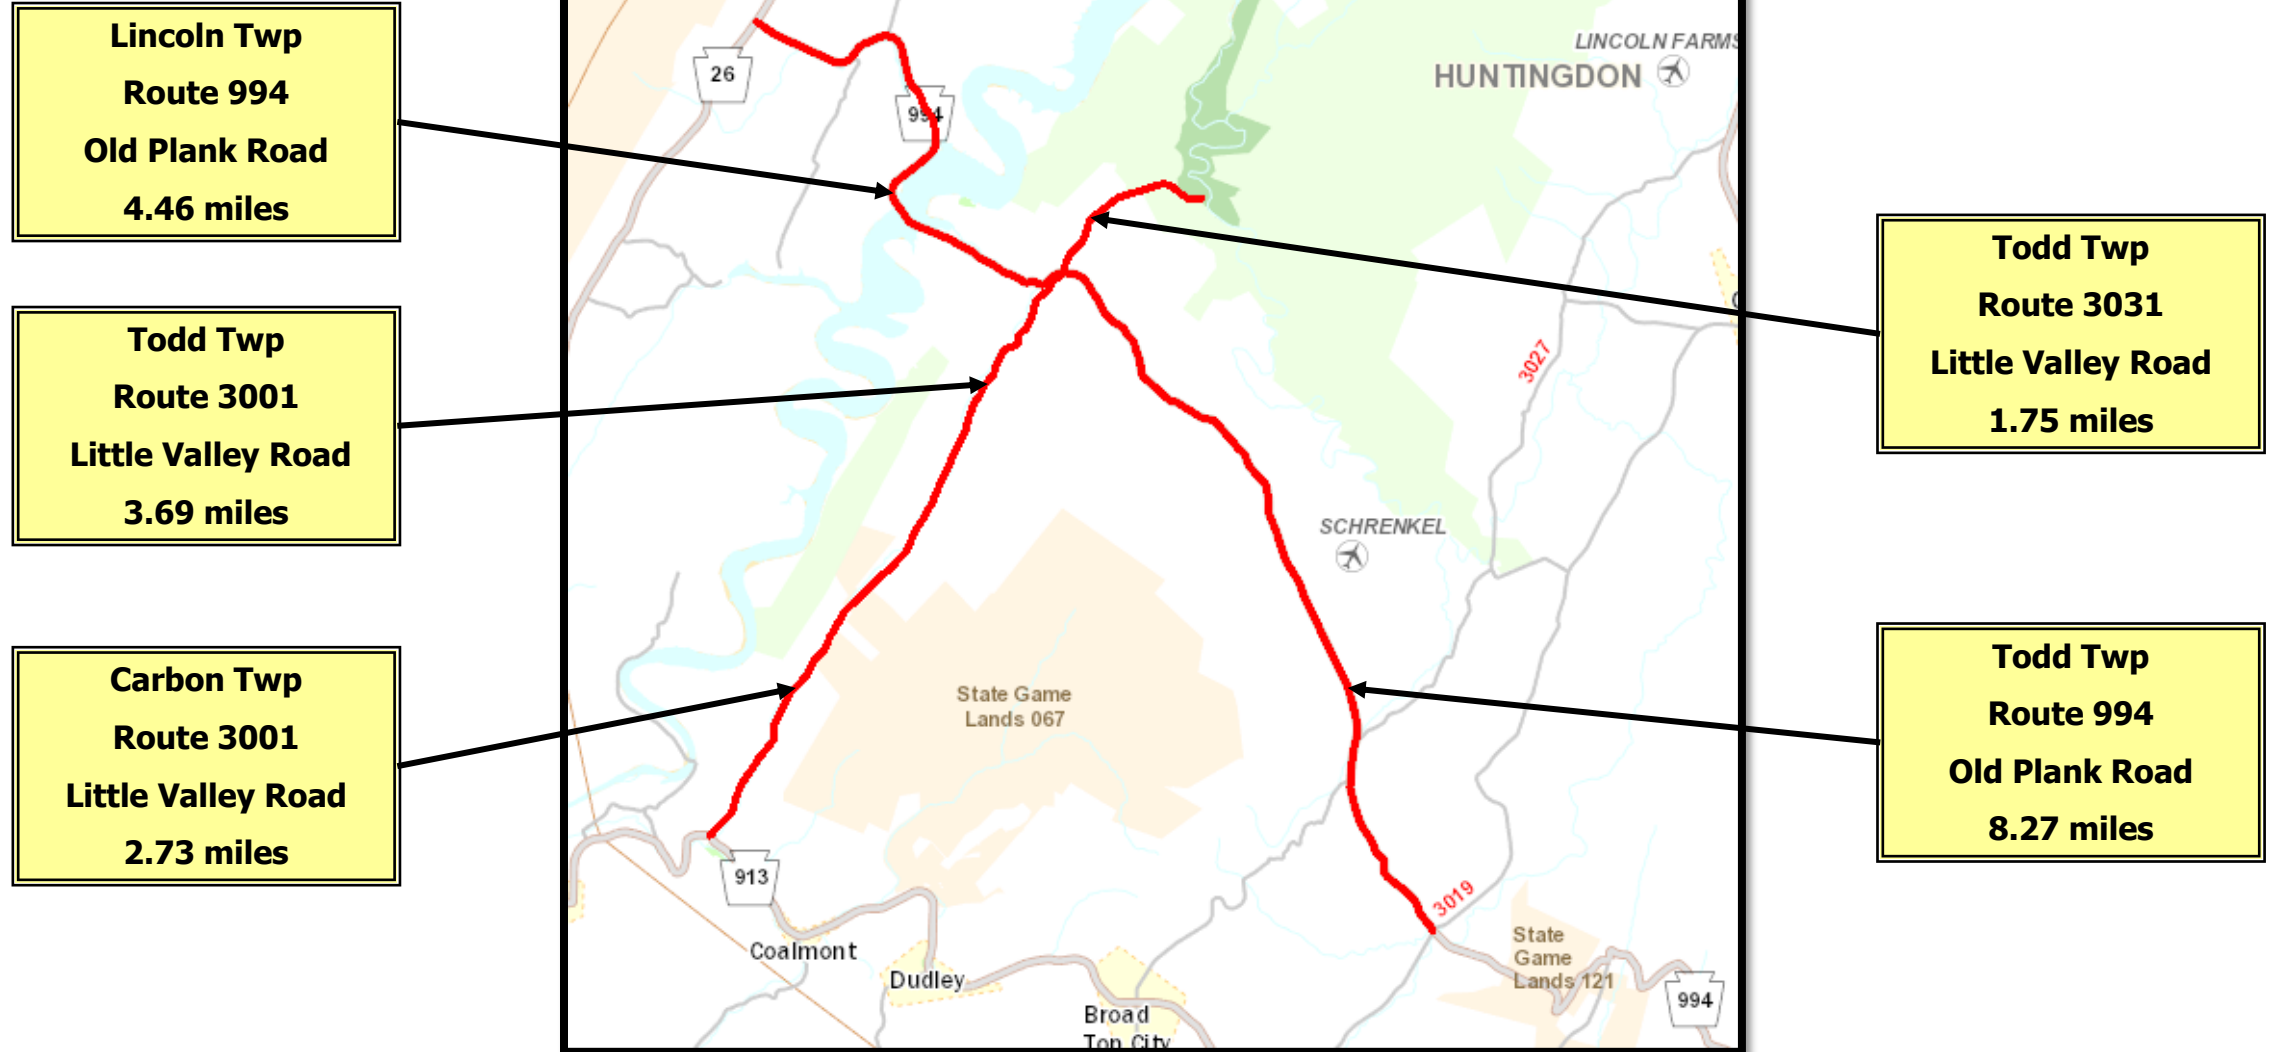 Lincoln Twp
Route 994
Old Plank Road
4.46 miles
Todd Twp
Route 3001
Little Valley Road
3.69 miles
Carbon Twp
Route 3001
Little Valley Road
2.73 miles
26
994
LINCOLN FARMS
HUNTINGDON
3027
SCHRENKEL
State Game
Lands 067
913
Coalmont
Dudley
Broad
Top City
3019
State
Game
Lands 121
994
Todd Twp
Route 3031
Little Valley Road
1.75 miles
Todd Twp
Route 994
Old Plank Road
8.27 miles